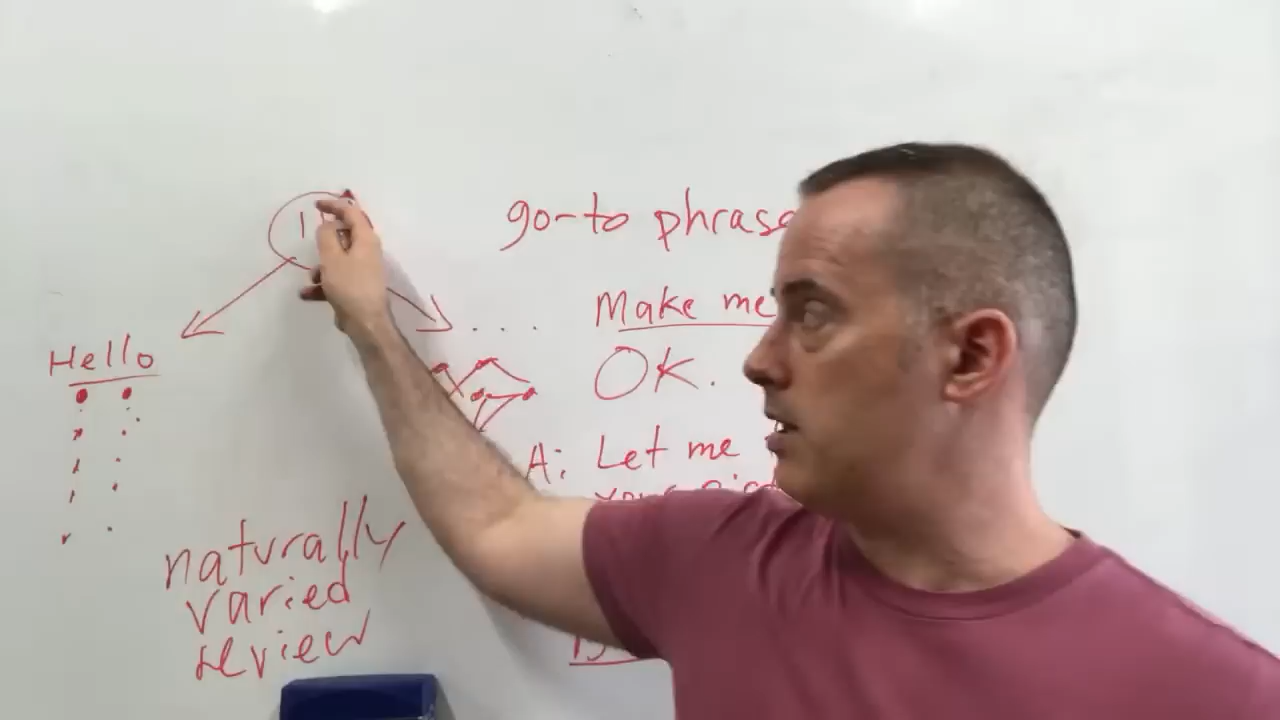 go-to phrase
Hello
Make me
OK.
A: Let me
naturally
varied
review